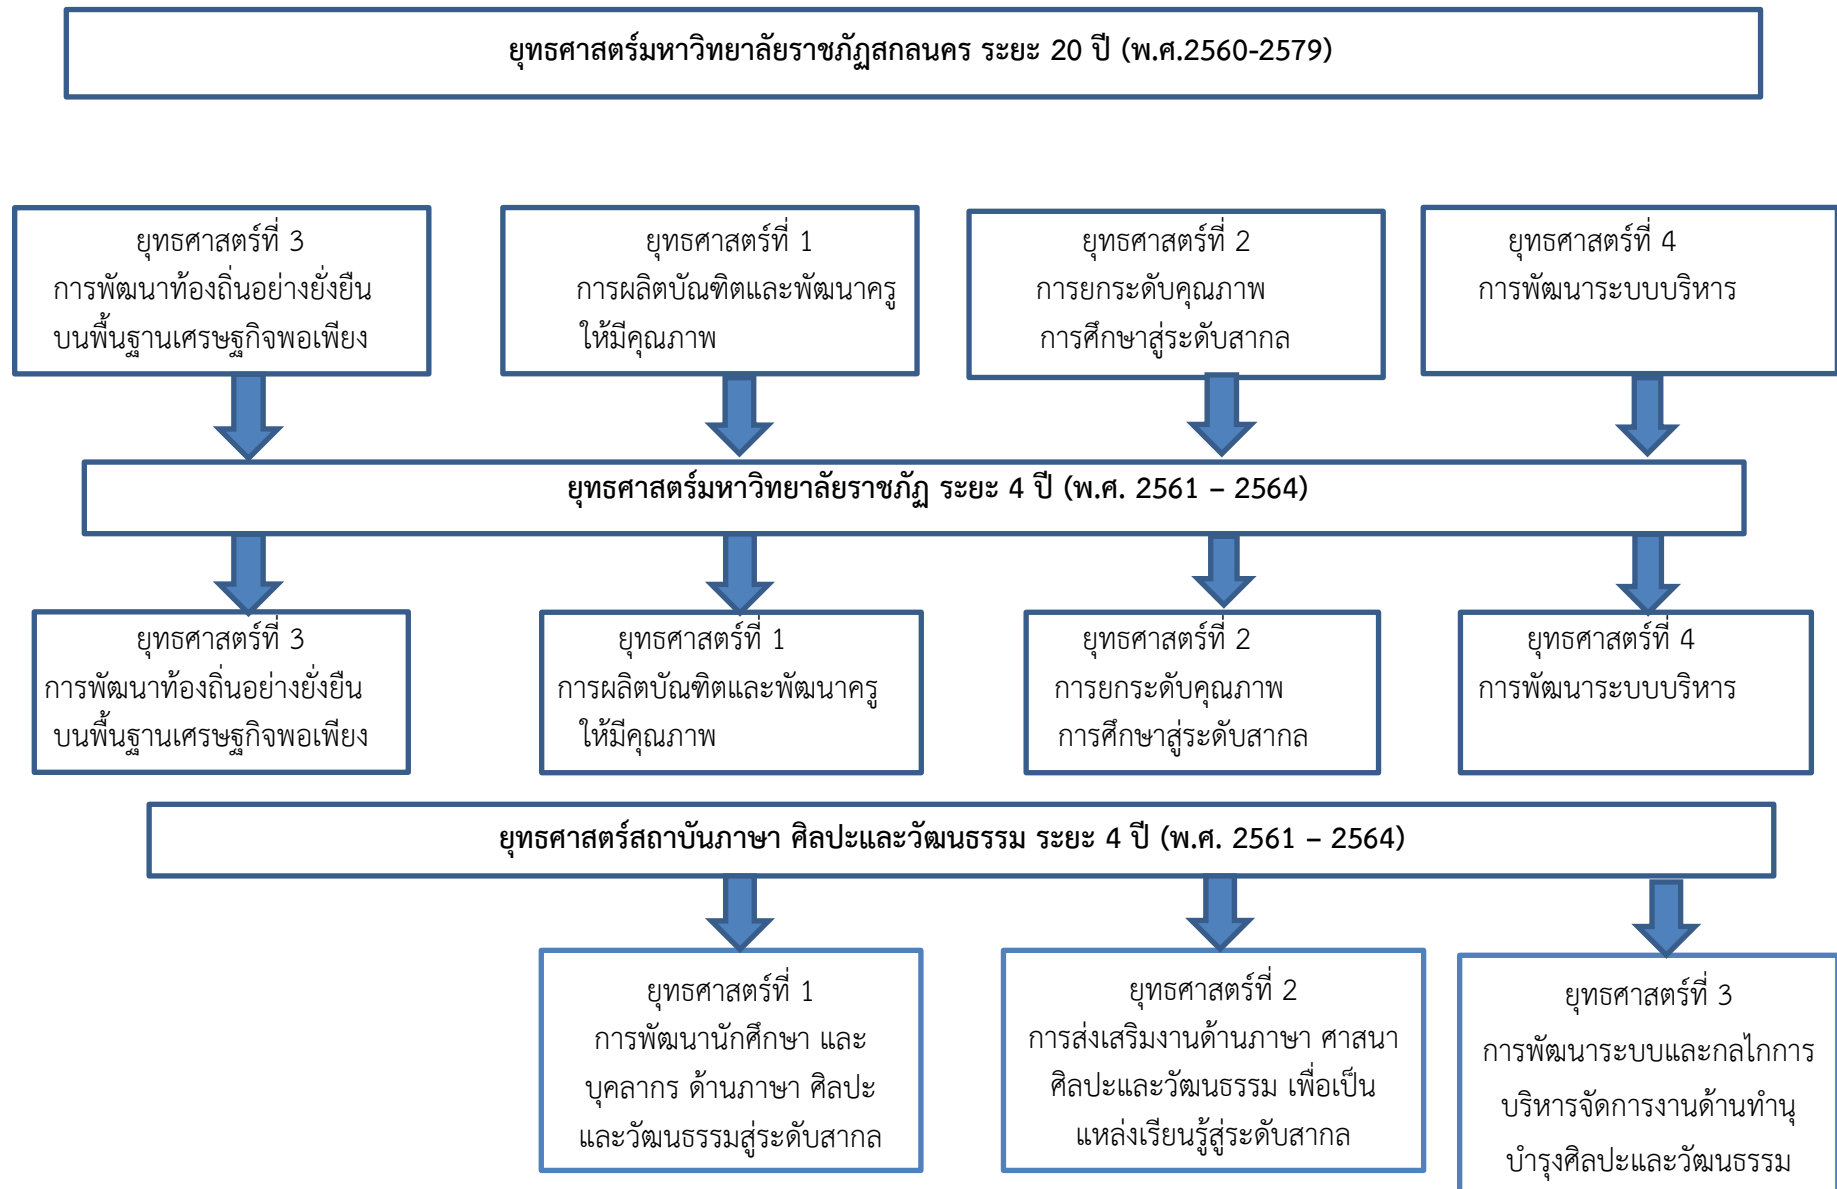 ยุทธศาสตร์มหาวิทยาลัยราชภัฏสกลนคร ระยะ 20 ปี (พ.ศ.2560-2579)
ยุทธศาสตร์ที่ 3
การพัฒนาท้องถิ่นอย่างยั่งยืน
บนพื้นฐานเศรษฐกิจพอเพียง
ยุทธศาสตร์ที่ 1
การผลิตบัณฑิตและพัฒนาครู
ให้มีคุณภาพ
ยุทธศาสตร์ที่ 2
การยกระดับคุณภาพ
การศึกษาสู่ระดับสากล
ยุทธศาสตร์ที่ 4
การพัฒนาระบบบริหาร
ยุทธศาสตร์มหาวิทยาลัยราชภัฏ ระยะ 4 ปี (พ.ศ. 2561 – 2564)
ยุทธศาสตร์ที่ 3
การพัฒนาท้องถิ่นอย่างยั่งยืน
บนพื้นฐานเศรษฐกิจพอเพียง
ยุทธศาสตร์ที่ 1
การผลิตบัณฑิตและพัฒนาครู
ให้มีคุณภาพ
ยุทธศาสตร์ที่ 2
การยกระดับคุณภาพ
การศึกษาสู่ระดับสากล
ยุทธศาสตร์ที่ 4
การพัฒนาระบบบริหาร
ยุทธศาสตร์สถาบันภาษา ศิลปะและวัฒนธรรม ระยะ 4 ปี (พ.ศ. 2561 – 2564)
ยุทธศาสตร์ที่ 1
การพัฒนานักศึกษา และ
บุคลากร ด้านภาษา ศิลปะ
และวัฒนธรรมสู่ระดับสากล
ยุทธศาสตร์ที่ 2
การส่งเสริมงานด้านภาษา ศาสนา
ศิลปะและวัฒนธรรม เพื่อเป็น
แหล่งเรียนรู้สู่ระดับสากล
ยุทธศาสตร์ที่ 3
การพัฒนาระบบและกลไกการ
บริหารจัดการงานด้านทำนุ
บำรุงศิลปะและวัฒนธรรม